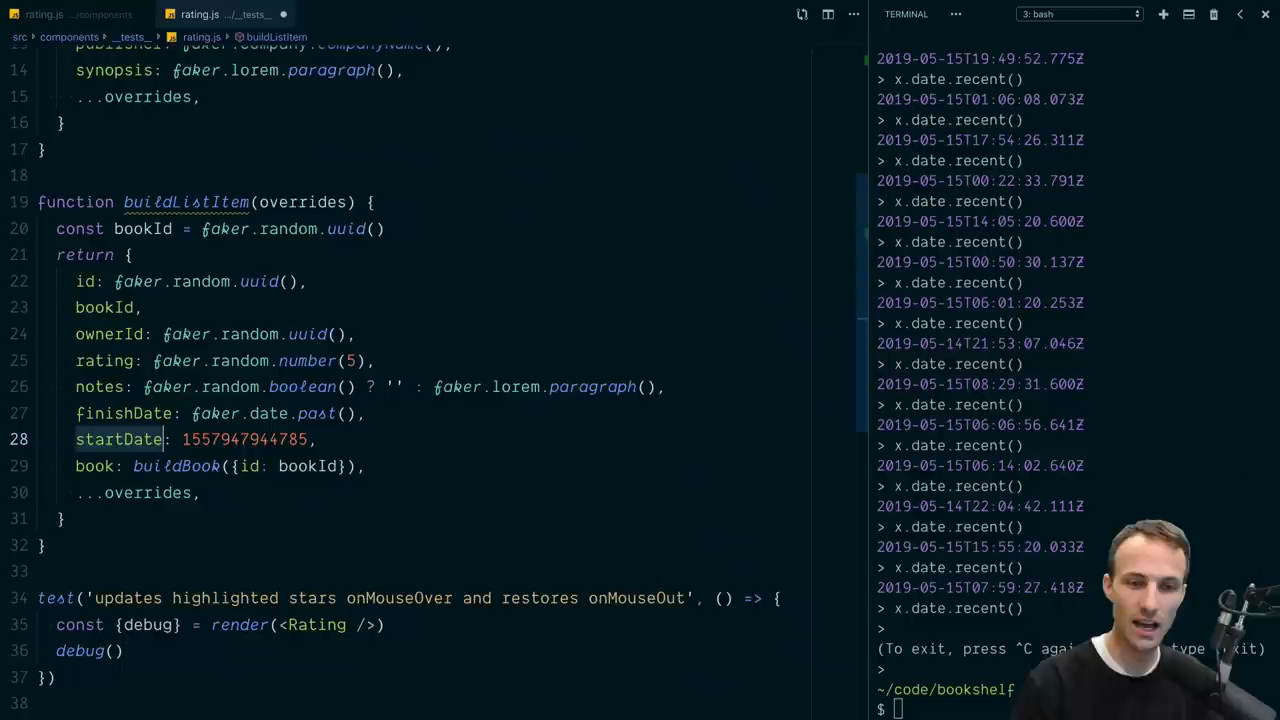 rating.js .../components
rating.js .../__tests__
src › components › __tests__ › rating.js › buildListItem
publisher: faker.company.companyName(),
14 synopsis: faker.lorem.paragraph(),
15 ...overrides,
16 }
17 }
18
19 function buildListItem(overrides) {
20 const bookId = faker.random.uuid()
21 return {
22 id: faker.random.uuid(),
23 bookId,
24 ownerId: faker.random.uuid(),
25 rating: faker.random.number(5),
26 notes: faker.random.boolean() ? '' : faker.lorem.paragraph(),
27 finishDate: faker.date.past(),
28 startDate: 1557947944785,
29 book: buildBook({id: bookId}),
30 ...overrides,
31 }
32 }
33
34 test('updates highlighted stars onMouseOver and restores onMouseOut', () => {
35 const {debug} = render(<Rating />)
36 debug()
37 })
38
TERMINAL ... 3: bash
2019-05-15T19:49:52.775Z
> x.date.recent()
2019-05-15T01:06:08.073Z
> x.date.recent()
2019-05-15T17:54:26.311Z
> x.date.recent()
2019-05-15T00:22:33.791Z
> x.date.recent()
2019-05-15T14:05:20.600Z
> x.date.recent()
2019-05-15T00:50:30.137Z
> x.date.recent()
2019-05-15T06:01:20.253Z
> x.date.recent()
2019-05-14T21:53:07.046Z
> x.date.recent()
2019-05-15T08:29:31.600Z
> x.date.recent()
2019-05-15T06:06:56.641Z
> x.date.recent()
2019-05-15T06:14:02.640Z
> x.date.recent()
2019-05-14T22:04:42.111Z
> x.date.recent()
2019-05-15T15:55:20.033Z
> x.date.recent()
2019-05-15T07:59:27.418Z
> x.date.recent()
>
(To exit, press ^C aga type xit)
>
~/code/bookshelf
$